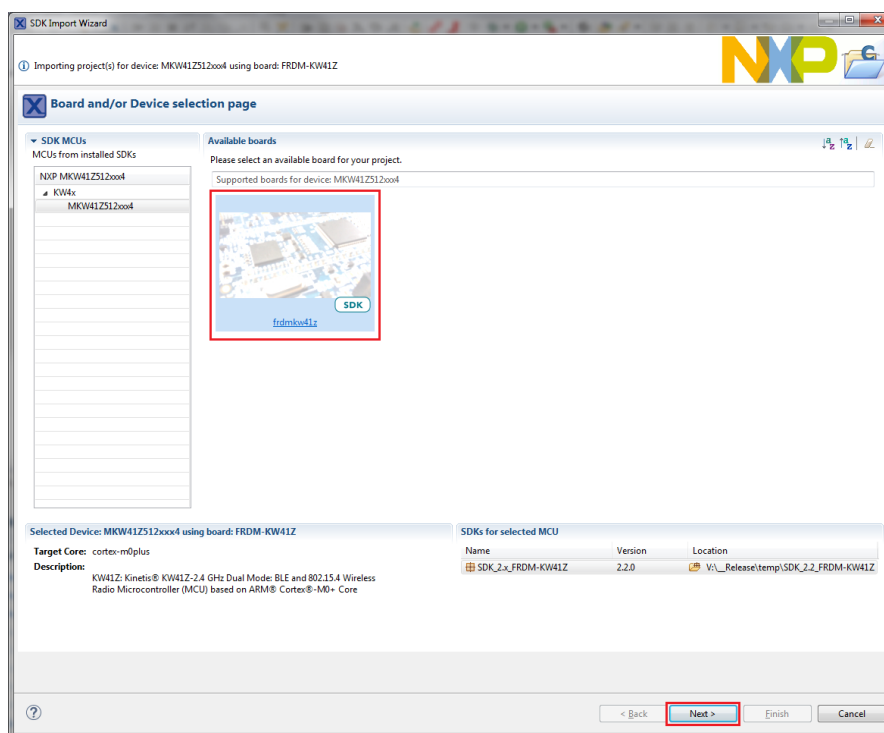 SDK Import Wizard
Importing project(s) for device: MKW41Z512xxx4 using board: FRDM-KW41Z
NXP
C
Board and/or Device selection page
SDK MCUs
MCUs from installed SDKs
NXP MKW41Z512xxx4
KW4x
MKW41Z512xxx4
Available boards
Please select an available board for your project.
Supported boards for device: MKW41Z512xxx4
SDK
frdmkw41z
Selected Device: MKW41Z512xxx4 using board: FRDM-KW41Z
Target Core: cortex-m0plus
Description:
KW41Z: Kinetis® KW41Z-2.4 GHz Dual Mode: BLE and 802.15.4 Wireless
Radio Microcontroller (MCU) based on ARM® Cortex®-M0+ Core
SDKs for selected MCU
Name Version Location
SDK_2.x_FRDM-KW41Z 2.2.0 V:\_Release\temp\SDK_2.2_FRDM-KW41Z
< Back Next > Finish Cancel